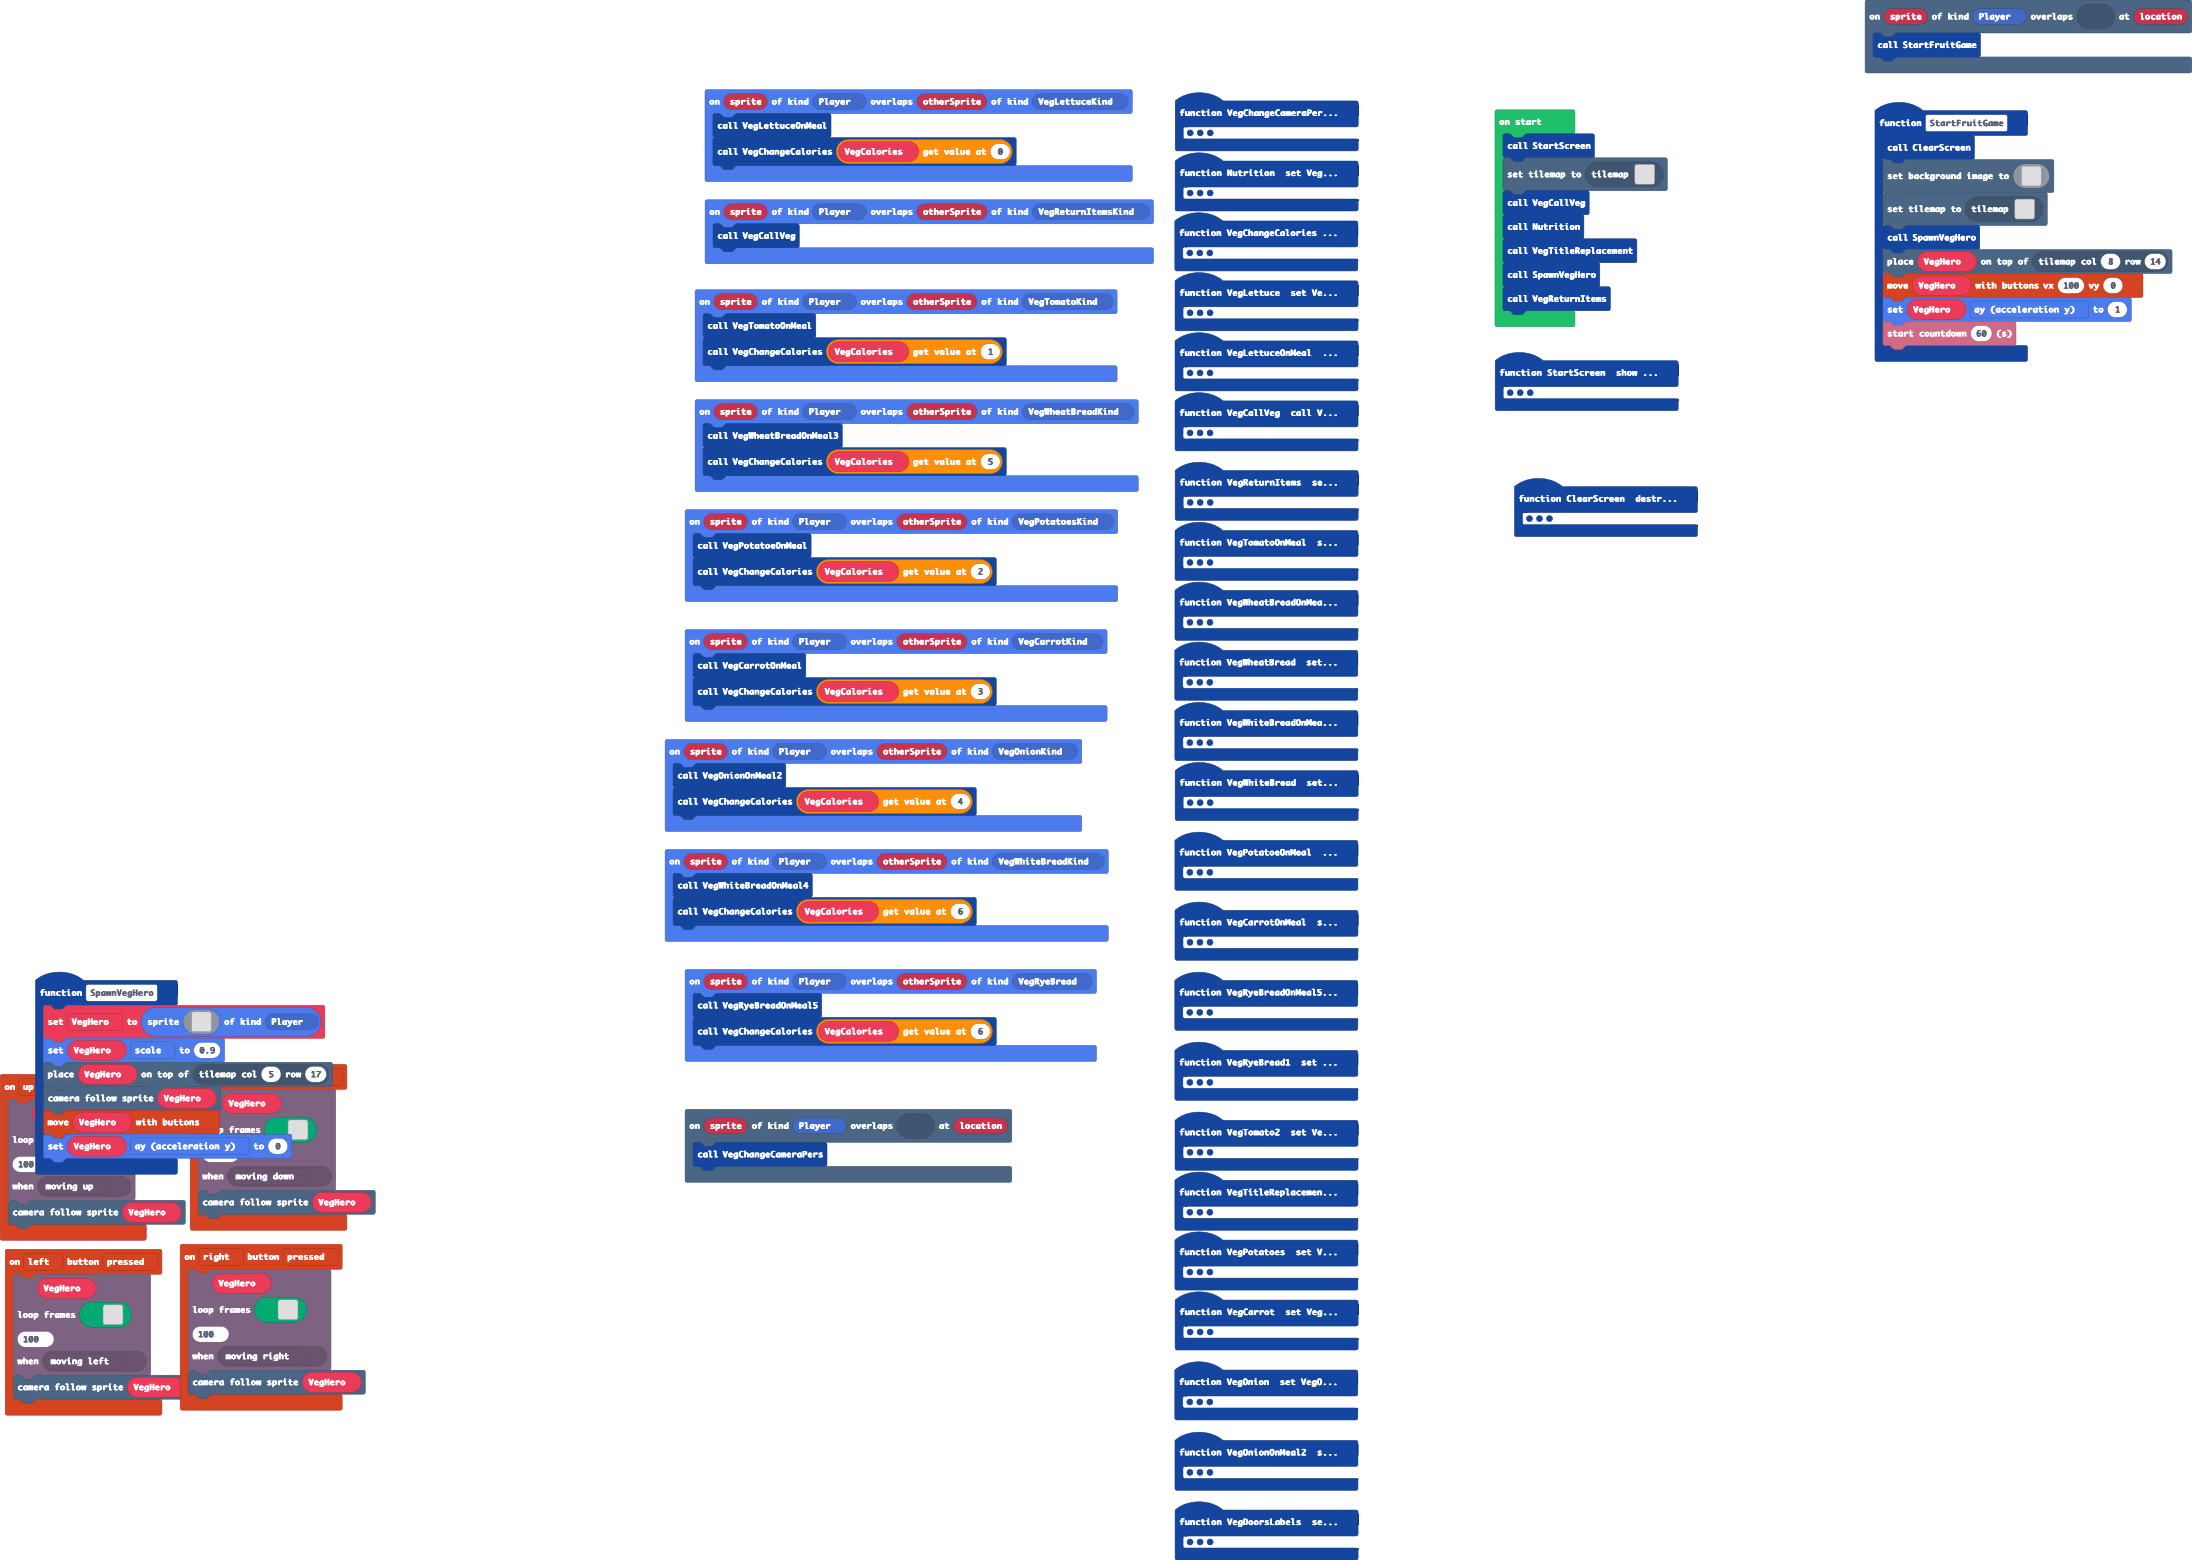 on sprite of kind Player overlaps at location
call StartFruitGame
on sprite of kind Player overlaps otherSprite of kind VegLettuceKind
call VegLettuceOnMeal
call VegChangeCalories VegCalories get value at 0
on sprite of kind Player overlaps otherSprite of kind VegReturnItemsKind
call VegCallVeg
on sprite of kind Player overlaps otherSprite of kind VegTomatoKind
call VegTomatoOnMeal
call VegChangeCalories VegCalories get value at 1
on sprite of kind Player overlaps otherSprite of kind VegWheatBreadKind
call VegWheatBreadOnMeal3
call VegChangeCalories VegCalories get value at 5
on sprite of kind Player overlaps otherSprite of kind VegPotatoesKind
call VegPotatoeOnMeal
call VegChangeCalories VegCalories get value at 2
on sprite of kind Player overlaps otherSprite of kind VegCarrotKind
call VegCarrotOnMeal
call VegChangeCalories VegCalories get value at 3
on sprite of kind Player overlaps otherSprite of kind VegOnionKind
call VegOnionOnMeal2
call VegChangeCalories VegCalories get value at 4
on sprite of kind Player overlaps otherSprite of kind VegWhiteBreadKind
call VegWhiteBreadOnMeal4
call VegChangeCalories VegCalories get value at 6
on sprite of kind Player overlaps otherSprite of kind VegRyeBread
call VegRyeBreadOnMeal5
call VegChangeCalories VegCalories get value at 6
on sprite of kind Player overlaps at location
call VegChangeCameraPers
function VegChangeCameraPer...
function Nutrition set Veg...
function VegChangeCalories ...
function VegLettuce set Ve...
function VegLettuceOnMeal ...
function VegCallVeg call V...
function VegReturnItems se...
function VegTomatoOnMeal s...
function VegWheatBreadOnMea...
function VegWheatBread set...
function VegWhiteBreadOnMea...
function VegWhiteBread set...
function VegPotatoeOnMeal ...
function VegCarrotOnMeal s...
function VegRyeBreadOnMeal5...
function VegRyeBread1 set ...
function VegTomato2 set Ve...
function VegTitleReplacemen...
function VegPotatoes set V...
function VegCarrot set Veg...
function VegOnion set VegO...
function VegOnionOnMeal2 s...
function VegDoorsLabels se...
on start
call StartScreen
set tilemap to tilemap
call VegCallVeg
call Nutrition
call VegTitleReplacement
call SpawnVegHero
call VegReturnItems
function StartScreen show ...
function ClearScreen destr...
function StartFruitGame
call ClearScreen
set background image to
set tilemap to tilemap
call SpawnVegHero
place VegHero on top of tilemap col 8 row 14
move VegHero with buttons vx 100 vy 0
set VegHero ay (acceleration y) to 1
start countdown 60 (s)
function SpawnVegHero
set VegHero to sprite of kind Player
set VegHero scale to 0.9
place VegHero on top of tilemap col 5 row 17
camera follow sprite VegHero
move VegHero with buttons
set VegHero ay (acceleration y) to 0
on up
loop
100
when moving up
camera follow sprite VegHero
VegHero
frames
when moving down
camera follow sprite VegHero
on left button pressed
VegHero
loop frames
100
when moving left
camera follow sprite VegHero
on right button pressed
VegHero
loop frames
100
when moving right
camera follow sprite VegHero